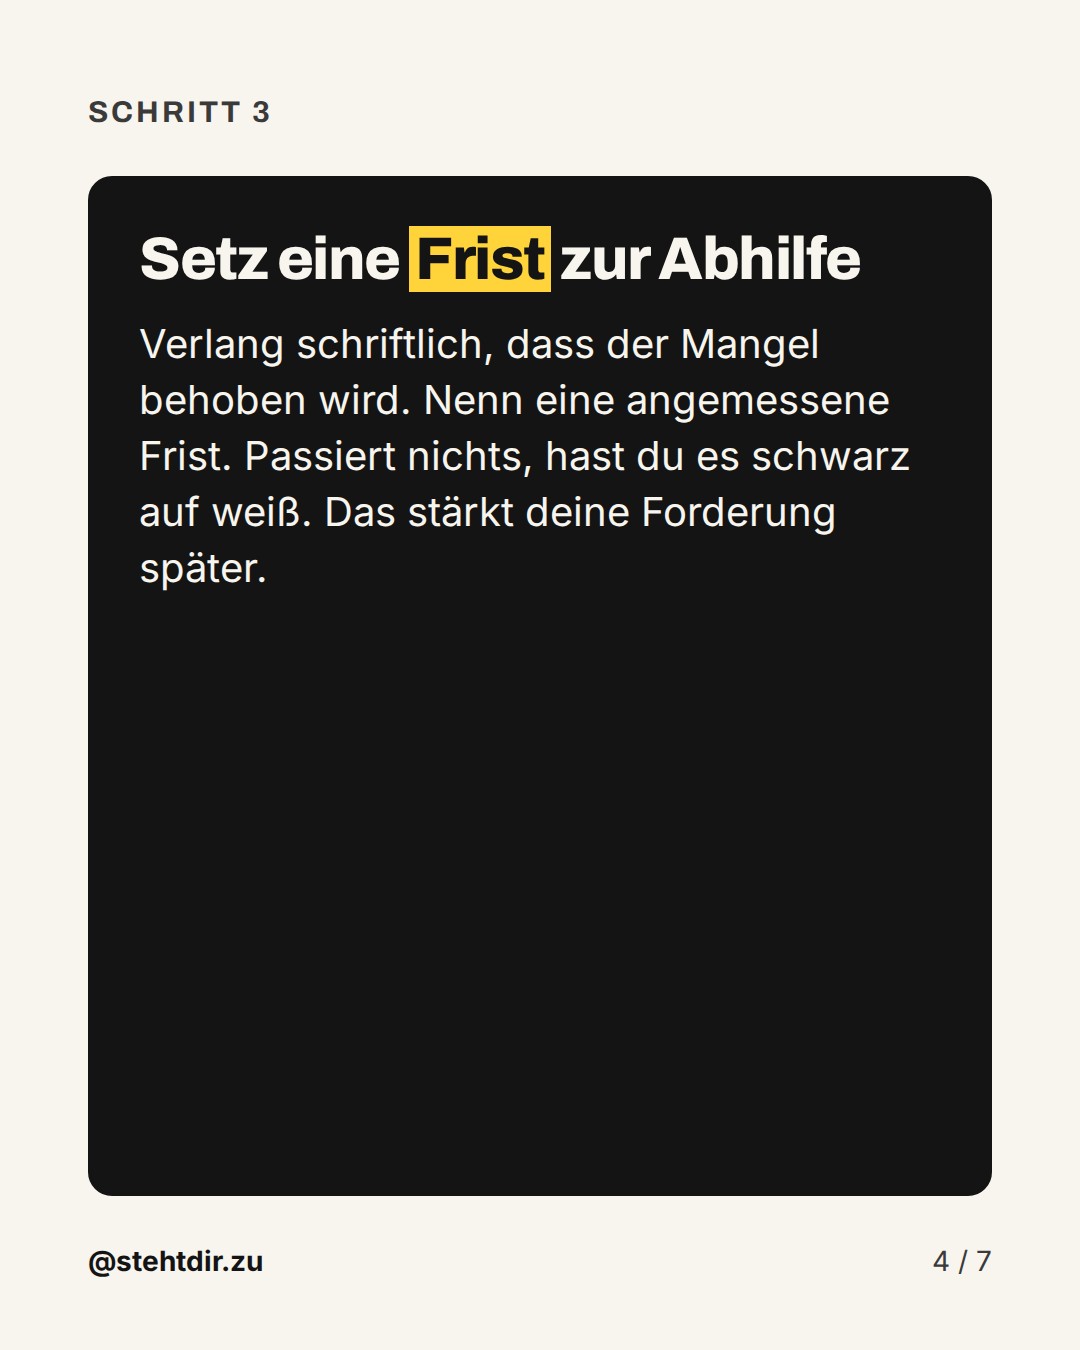 SCHRITT 3
Setz eine Frist zur Abhilfe
Verlang schriftlich, dass der Mangel
behoben wird. Nenn eine angemessene
Frist. Passiert nichts, hast du es schwarz
auf weiß. Das stärkt deine Forderung
später.
@stehtdir.zu
4 / 7